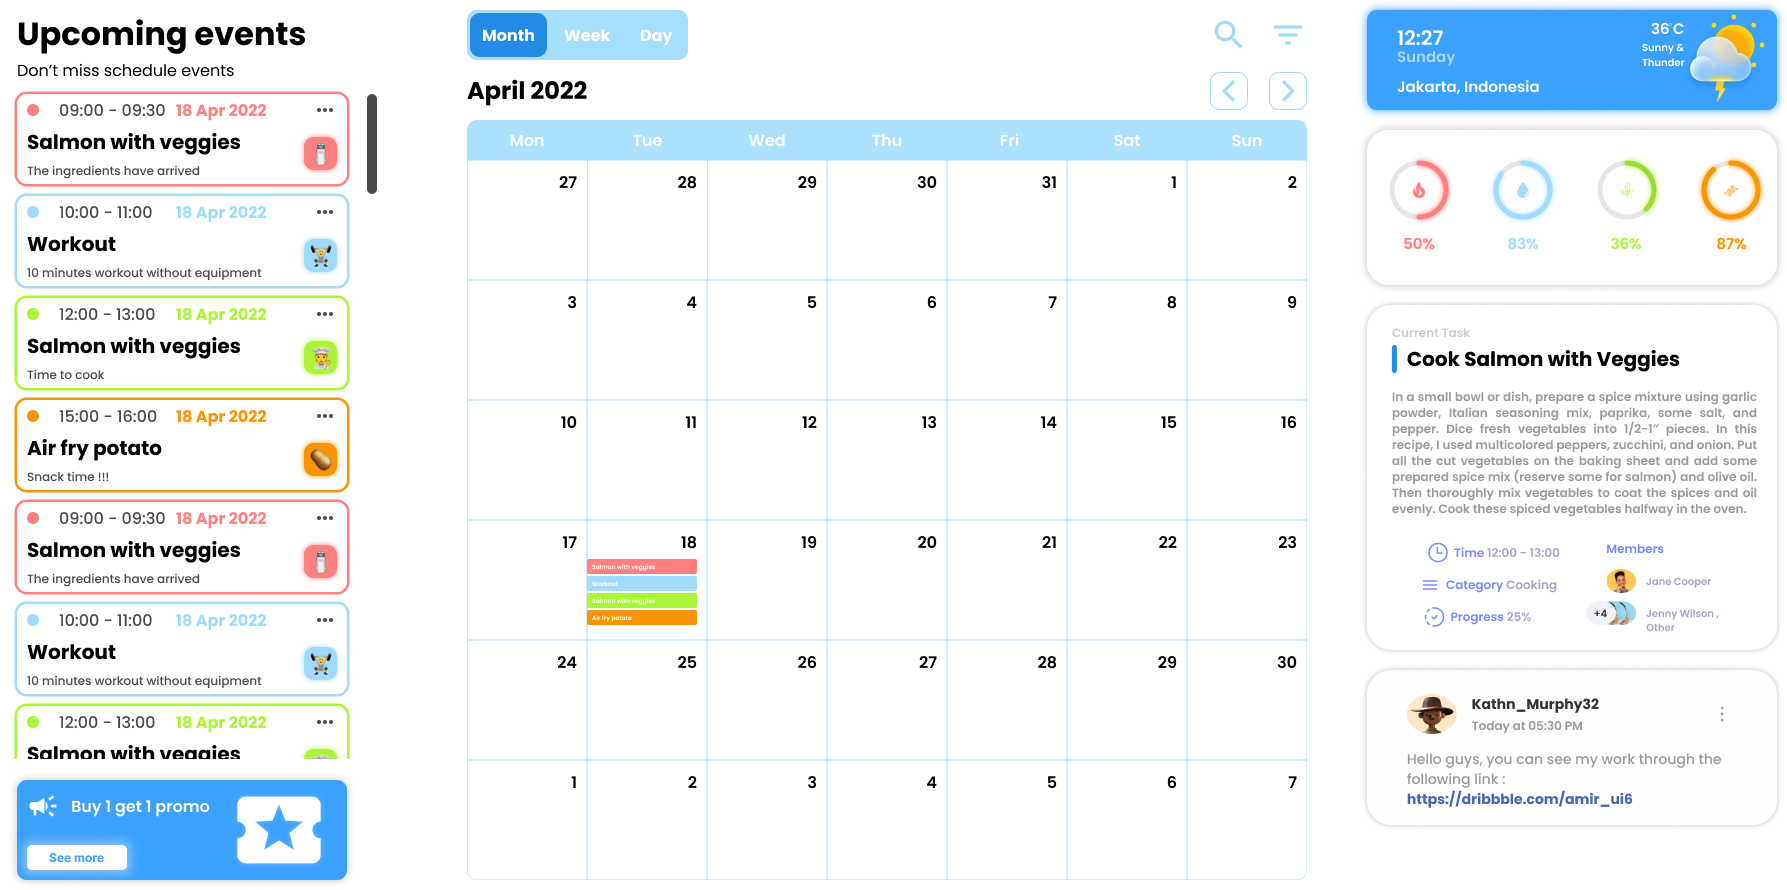 Upcoming events
Don't miss schedule events
09:00 - 09:30 18 Apr 2022
Salmon with veggies
The ingredients have arrived
10:00 - 11:00 18 Apr 2022
Workout
10 minutes workout without equipment
12:00 - 13:00 18 Apr 2022
Salmon with veggies
Time to cook
15:00 - 16:00 18 Apr 2022
Air fry potato
Snack time !!!
09:00 - 09:30 18 Apr 2022
Salmon with veggies
The ingredients have arrived
10:00 - 11:00 18 Apr 2022
Workout
10 minutes workout without equipment
12:00 - 13:00 18 Apr 2022
Salmon with veggies
Buy 1 get 1 promo
See more
Month Week Day
April 2022
Mon Tue Wed Thu Fri Sat Sun
27 28 29 30 31 1 2
3 4 5 6 7 8 9
10 11 12 13 14 15 16
17 18 19 20 21 22 23
Salmon with veggies
Workout
Salmon with veggies
Air fry potato
24 25 26 27 28 29 30
1 2 3 4 5 6 7
12:27
Sunday
Jakarta, Indonesia
36°C
Sunny &
Thunder
50% 83% 36% 87%
Current Task
Cook Salmon with Veggies
In a small bowl or dish, prepare a spice mixture using garlic
powder, Italian seasoning mix, paprika, some salt, and
pepper. Dice fresh vegetables into 1/2-1″ pieces. In this
recipe, I used multicolored peppers, zucchini, and onion. Put
all the cut vegetables on the baking sheet and add some
prepared spice mix (reserve some for salmon) and olive oil.
Then thoroughly mix vegetables to coat the spices and oil
evenly. Cook these spiced vegetables halfway in the oven.
Time 12:00 - 13:00
Category Cooking
Progress 25%
Members
Jane Cooper
+4
Jenny Wilson ,
Other
Kathn_Murphy32
Today at 05:30 PM
Hello guys, you can see my work through the
following link :
https://dribbble.com/amir_ui6